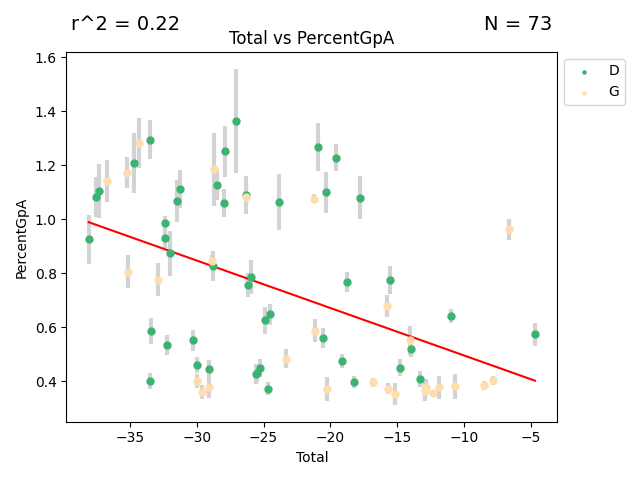 r^2 = 0.22
N = 73
Total vs PercentGpA
D
G
1.6
1.4
1.2
1.0
0.8
0.6
0.4
PercentGpA
−35
−30
−25
−20
−15
−10
−5
Total